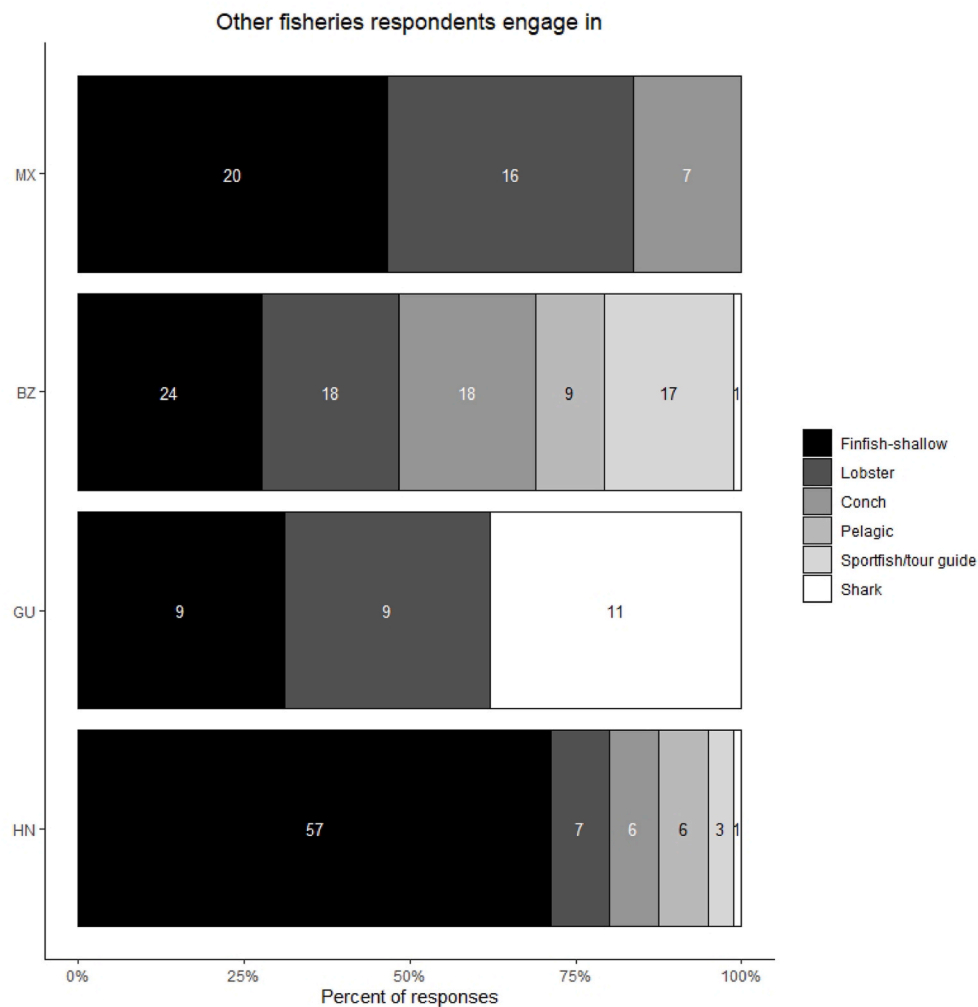 Other fisheries respondents engage in
MX
20
16
7
BZ
24
18
18
9
17
1
GU
9
9
11
HN
57
7
6
6
3
1
0%
25%
50%
75%
100%
Percent of responses
Finfish-shallow
Lobster
Conch
Pelagic
Sportfish/tour guide
Shark